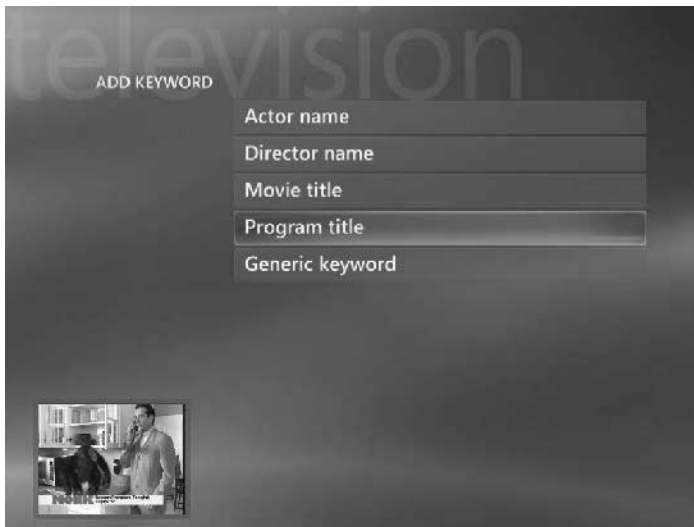 television
ADD KEYWORD
Actor name
Director name
Movie title
Program title
Generic keyword